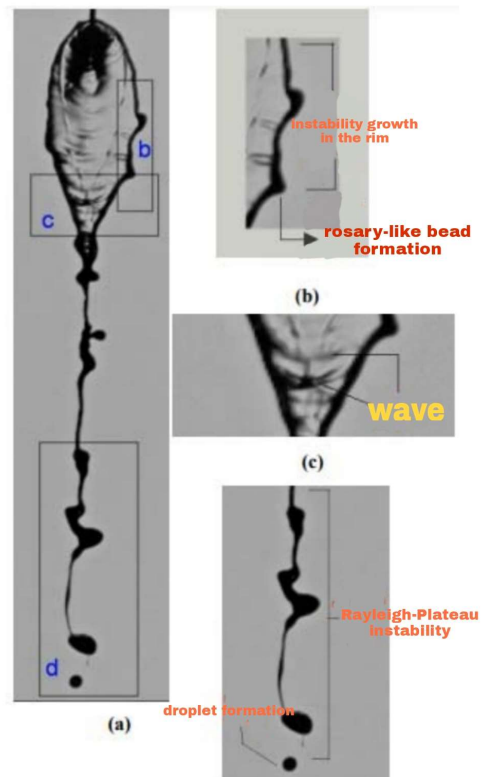 b
c
d
(a)
instability growth
in the rim
rosary-like bead
formation
(b)
wave
(c)
Rayleigh-Plateau
instability
droplet formation